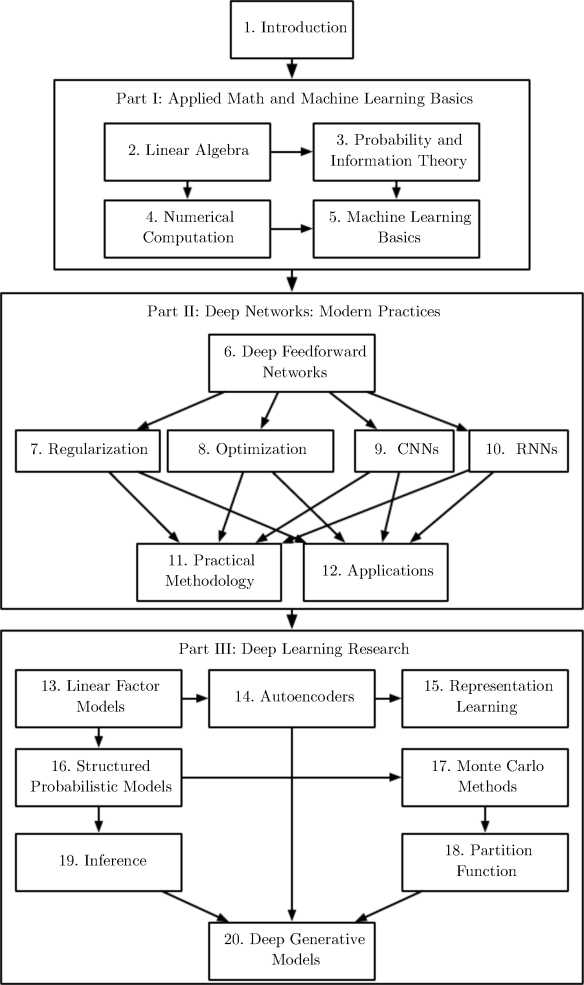 1. Introduction
Part I: Applied Math and Machine Learning Basics
2. Linear Algebra
3. Probability and
Information Theory
4. Numerical
Computation
5. Machine Learning
Basics
Part II: Deep Networks: Modern Practices
6. Deep Feedforward
Networks
7. Regularization
8. Optimization
9. CNNs
10. RNNs
11. Practical
Methodology
12. Applications
Part III: Deep Learning Research
13. Linear Factor
Models
14. Autoencoders
15. Representation
Learning
16. Structured
Probabilistic Models
17. Monte Carlo
Methods
19. Inference
18. Partition
Function
20. Deep Generative
Models